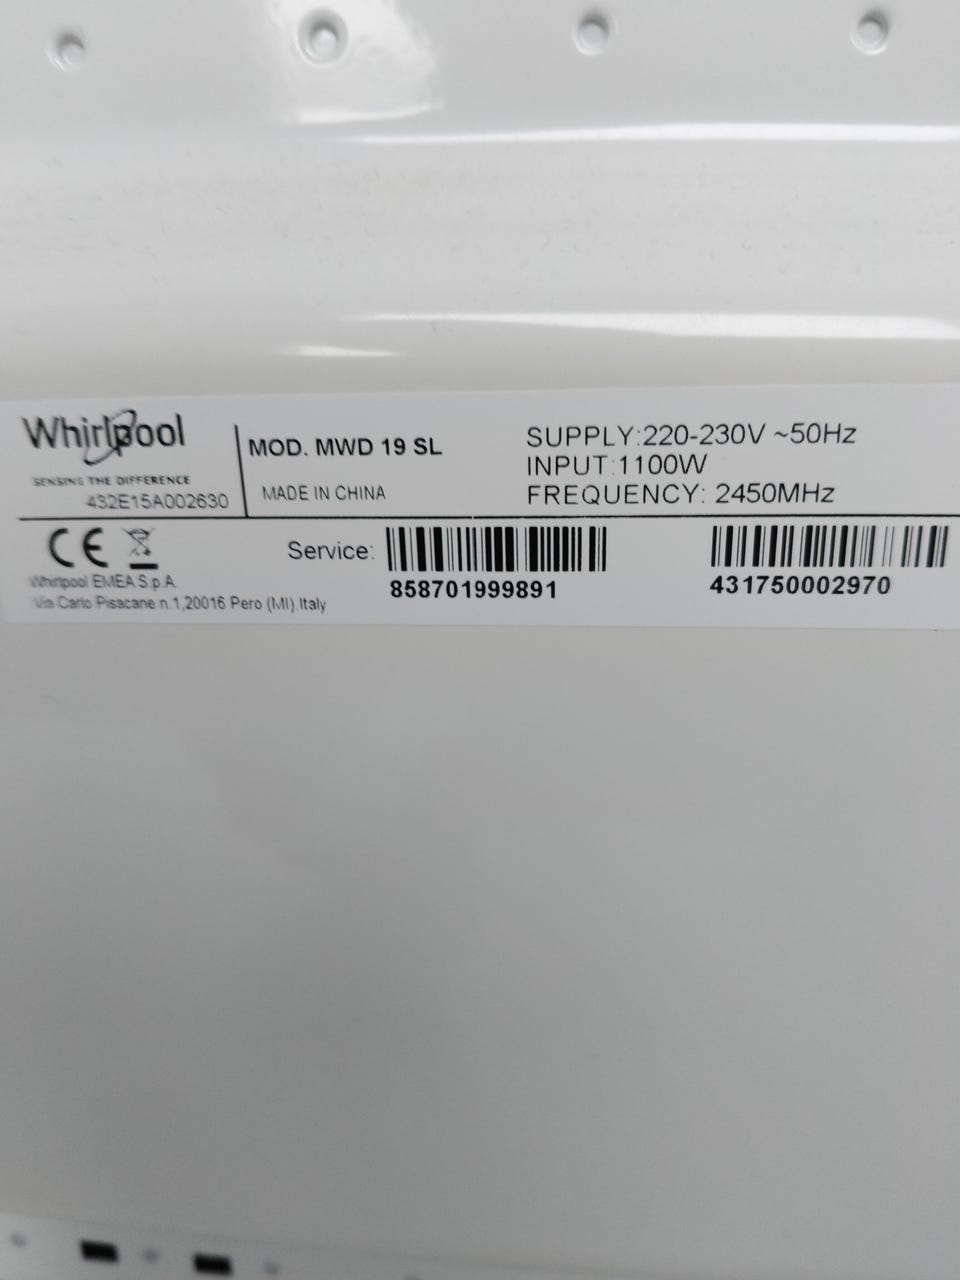 Whirlpool
SENSING THE DIFFERENCE
432E15A002630
MOD. MWD 19 SL
MADE IN CHINA
SUPPLY:220-230V ~50Hz
INPUT:1100W
FREQUENCY: 2450MHz
CE
Whirlpool EMEA S.p.A.
Via Carlo Pisacane n.1,20016 Pero (MI).Italy
Service:
858701999891
431750002970